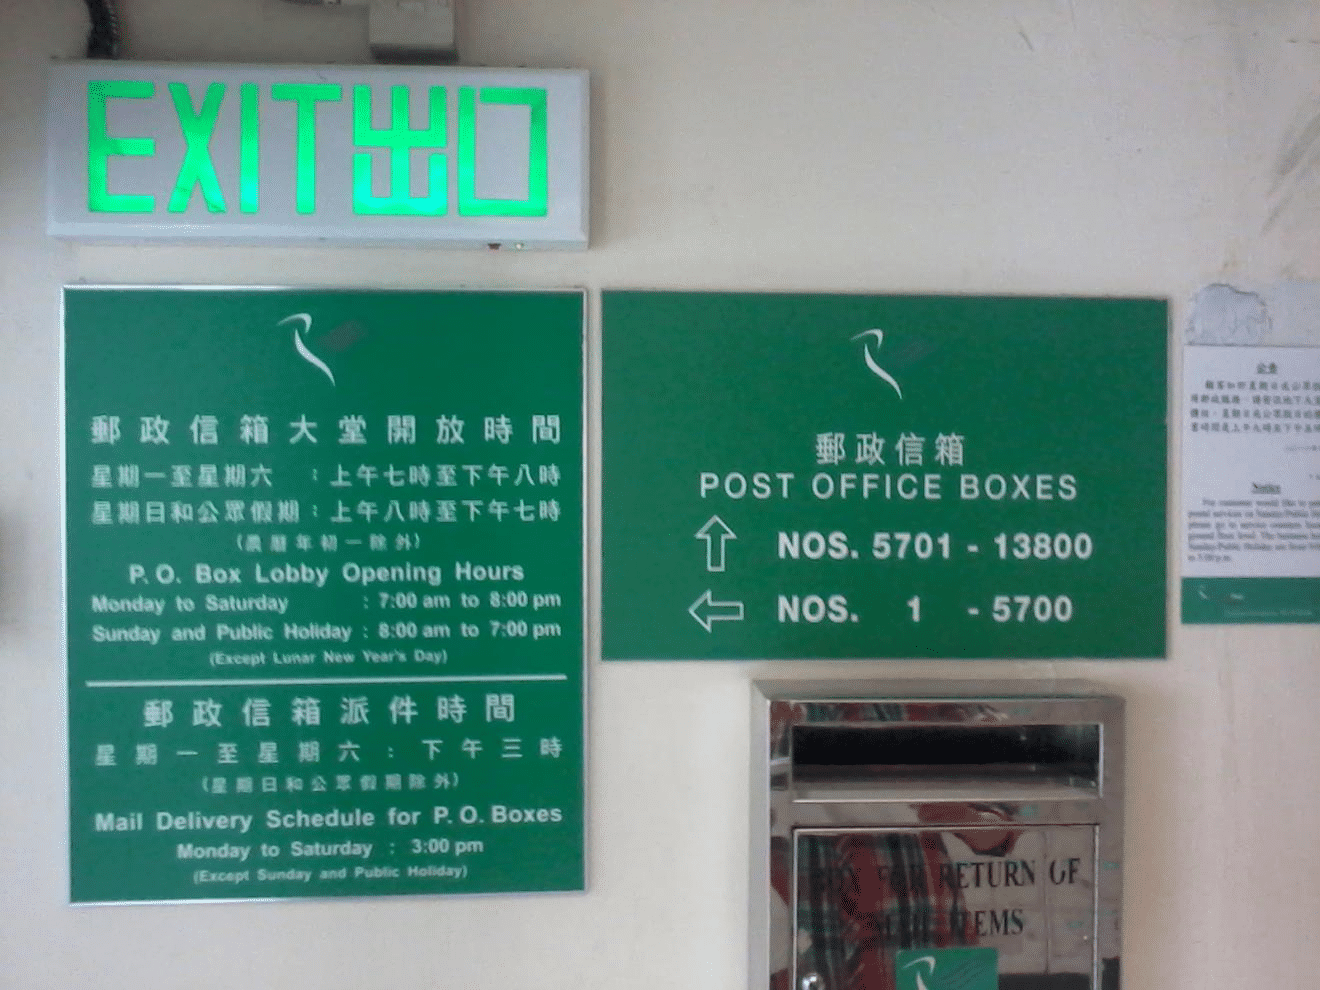 EXIT出口
郵政信箱大堂開放時間
星期一至星期六 : 上午七時至下午八時
星期日和公眾假期 : 上午八時至下午七時
(農曆年初一除外)
P. O. Box Lobby Opening Hours
Monday to Saturday : 7:00 am to 8:00 pm
Sunday and Public Holiday : 8:00 am to 7:00 pm
(Except Lunar New Year's Day)
郵政信箱派件時間
星期一至星期六 : 下午三時
(星期日和公眾假期除外)
Mail Delivery Schedule for P. O. Boxes
Monday to Saturday : 3:00 pm
(Except Sunday and Public Holiday)
郵政信箱
POST OFFICE BOXES
NOS. 5701 - 13800
NOS. 1 - 5700
Notice
FOR RETURN OF
ITEMS